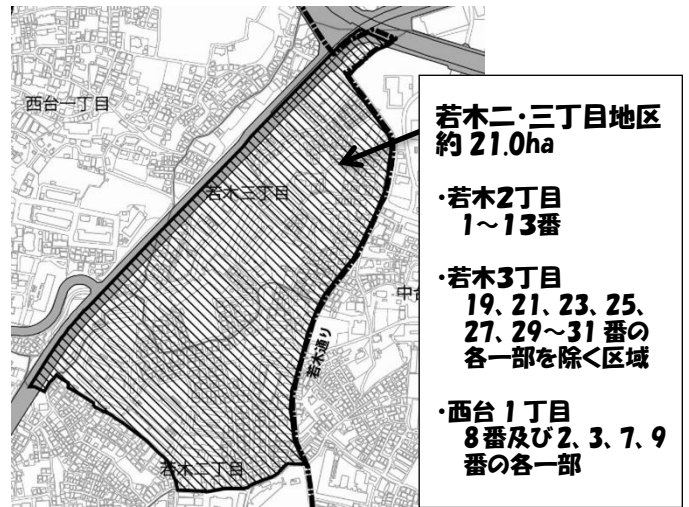 西台一丁目
若木三丁目
中台
若木通り
若木二丁目
若木二・三丁目地区
約 21.0ha
・若木2丁目
1～13番
・若木3丁目
19、21、23、25、
27、29～31 番の
各一部を除く区域
・西台 1 丁目
8番及び 2、3、7、9
番の各一部